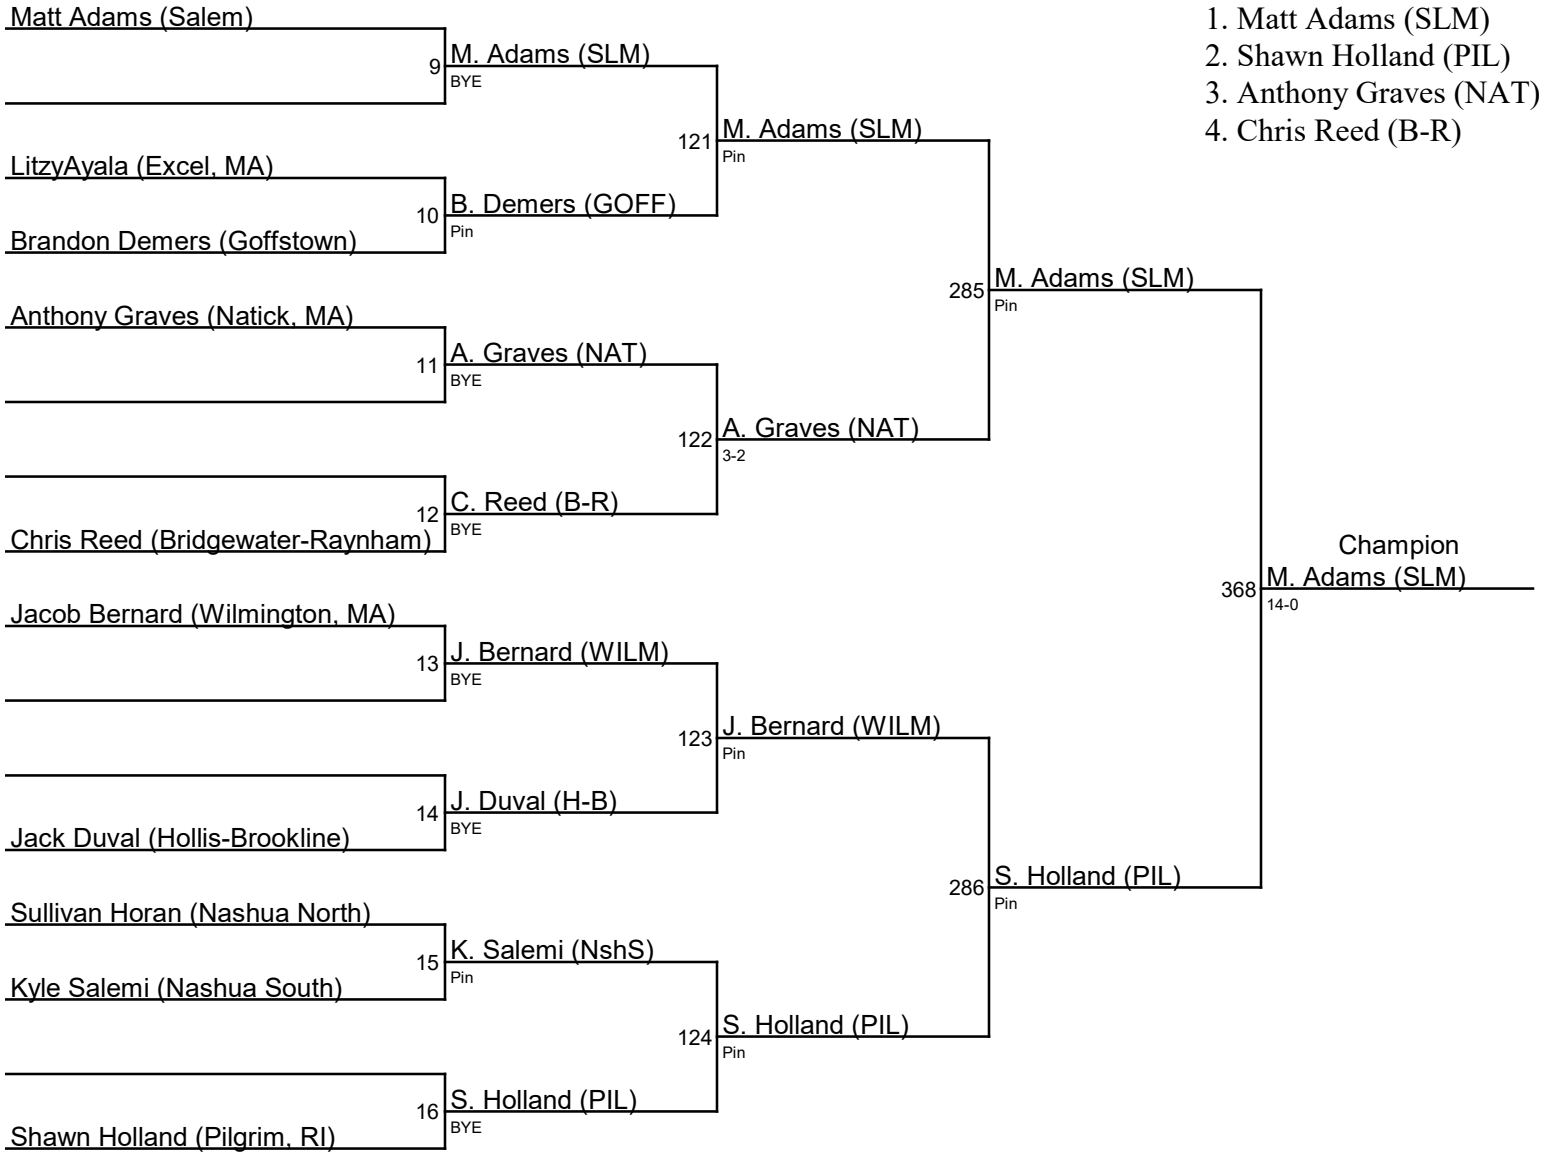 Matt Adams (Salem)
1. Matt Adams (SLM)
2. Shawn Holland (PIL)
3. Anthony Graves (NAT)
4. Chris Reed (B-R)
9
M. Adams (SLM)
BYE
121
M. Adams (SLM)
Pin
LitzyAyala (Excel, MA)
10
B. Demers (GOFF)
Pin
Brandon Demers (Goffstown)
285
M. Adams (SLM)
Pin
Anthony Graves (Natick, MA)
11
A. Graves (NAT)
BYE
122
A. Graves (NAT)
3-2
12
C. Reed (B-R)
BYE
Chris Reed (Bridgewater-Raynham)
Champion
368
M. Adams (SLM)
14-0
Jacob Bernard (Wilmington, MA)
13
J. Bernard (WILM)
BYE
123
J. Bernard (WILM)
Pin
14
J. Duval (H-B)
BYE
Jack Duval (Hollis-Brookline)
286
S. Holland (PIL)
Pin
Sullivan Horan (Nashua North)
15
K. Salemi (NshS)
Pin
Kyle Salemi (Nashua South)
124
S. Holland (PIL)
Pin
16
S. Holland (PIL)
BYE
Shawn Holland (Pilgrim, RI)